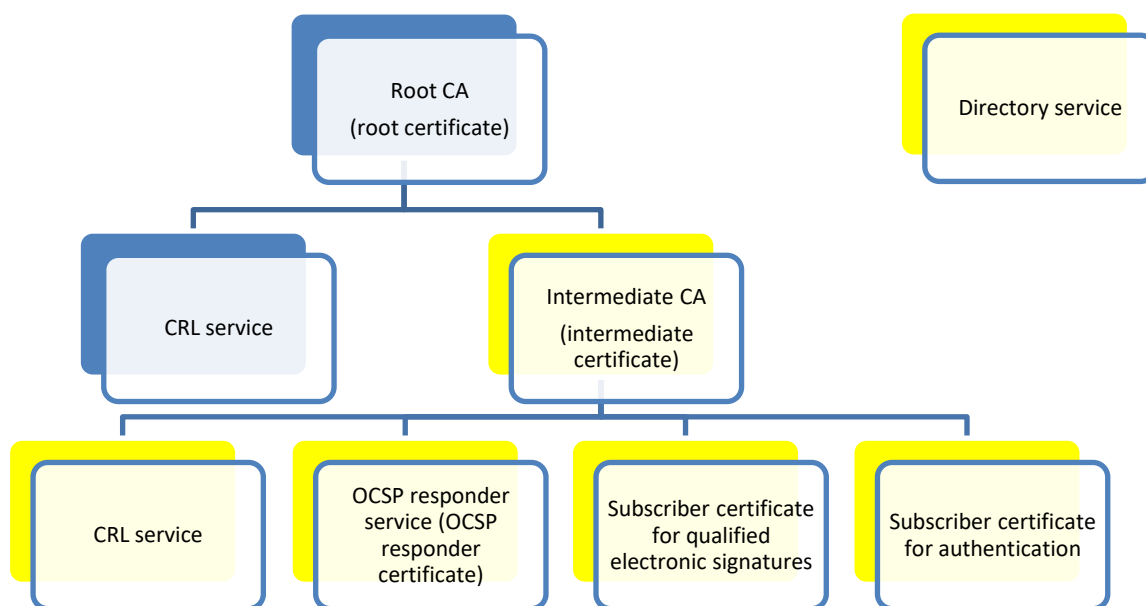 Root CA
(root certificate)
Directory service
CRL service
Intermediate CA
(intermediate
certificate)
CRL service
OCSP responder
service (OCSP
responder
certificate)
Subscriber certificate
for qualified
electronic signatures
Subscriber certificate
for authentication